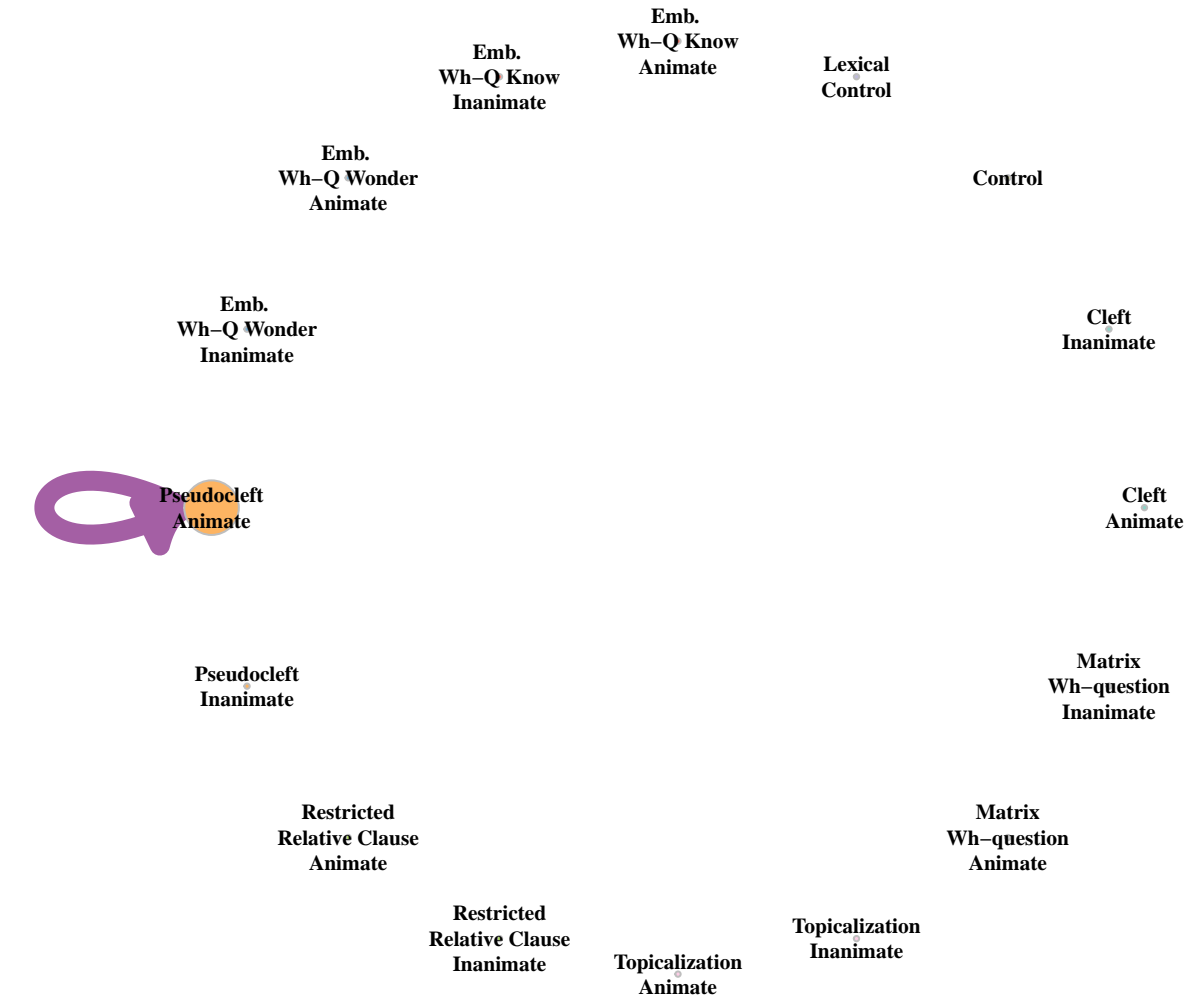 Emb.
Wh−Q Know
Animate
Emb.
Wh−Q Know
Inanimate
Lexical
Control
Emb.
Wh−Q Wonder
Animate
Control
Emb.
Wh−Q Wonder
Inanimate
Cleft
Inanimate
Pseudocleft
Animate
Cleft
Animate
Pseudocleft
Inanimate
Matrix
Wh−question
Inanimate
Restricted
Relative Clause
Animate
Matrix
Wh−question
Animate
Restricted
Relative Clause
Inanimate
Topicalization
Inanimate
Topicalization
Animate